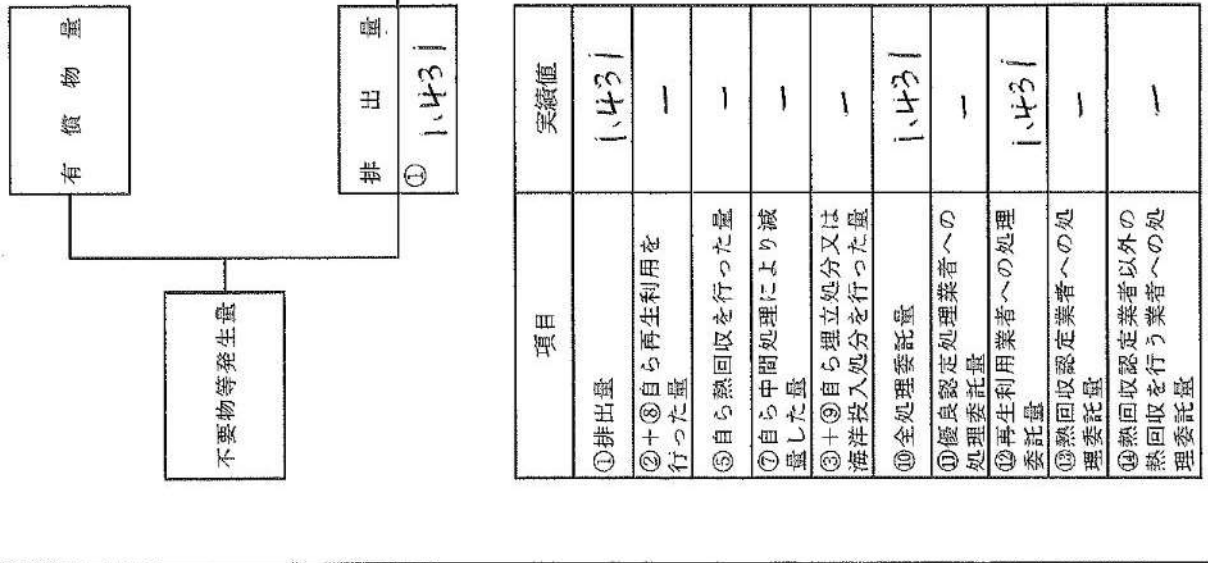 有償物量
排出量
① 1、431
不要物等発生量
項目 実績値
①排出量 1、431
②+⑧自ら再生利用を
行った量 ー
⑤自ら熱回収を行った量 ー
⑦自ら中間処理により減
量した量 ー
③+⑨自ら埋立処分又は
海洋投入処分を行った量 ー
⑩全処理委託量 1、431
⑪優良認定処理業者への
処理委託量 ー
⑫再生利用業者への処理
委託量 1、431
⑬熱回収認定業者への処
理委託量 ー
⑭熱回収認定業者以外の
熱回収を行う業者への処
理委託量 ー